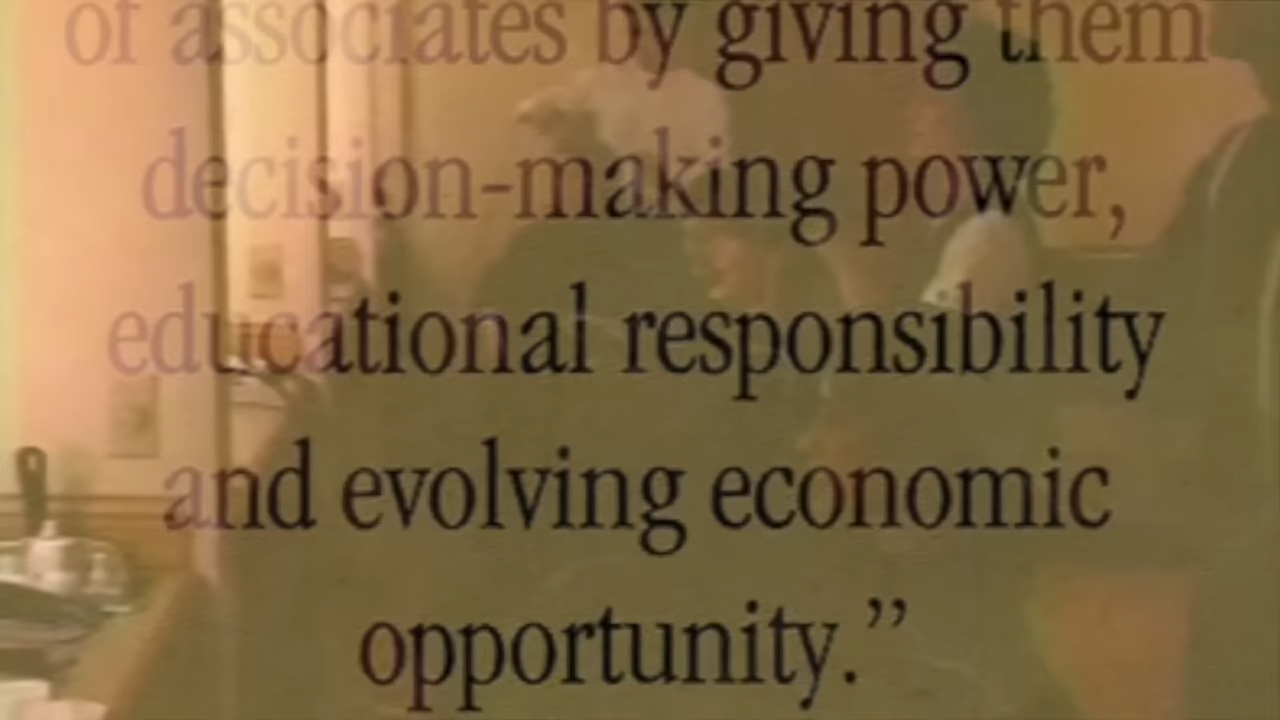 of associates by giving them
decision-making power,
educational responsibility
and evolving economic
opportunity.”